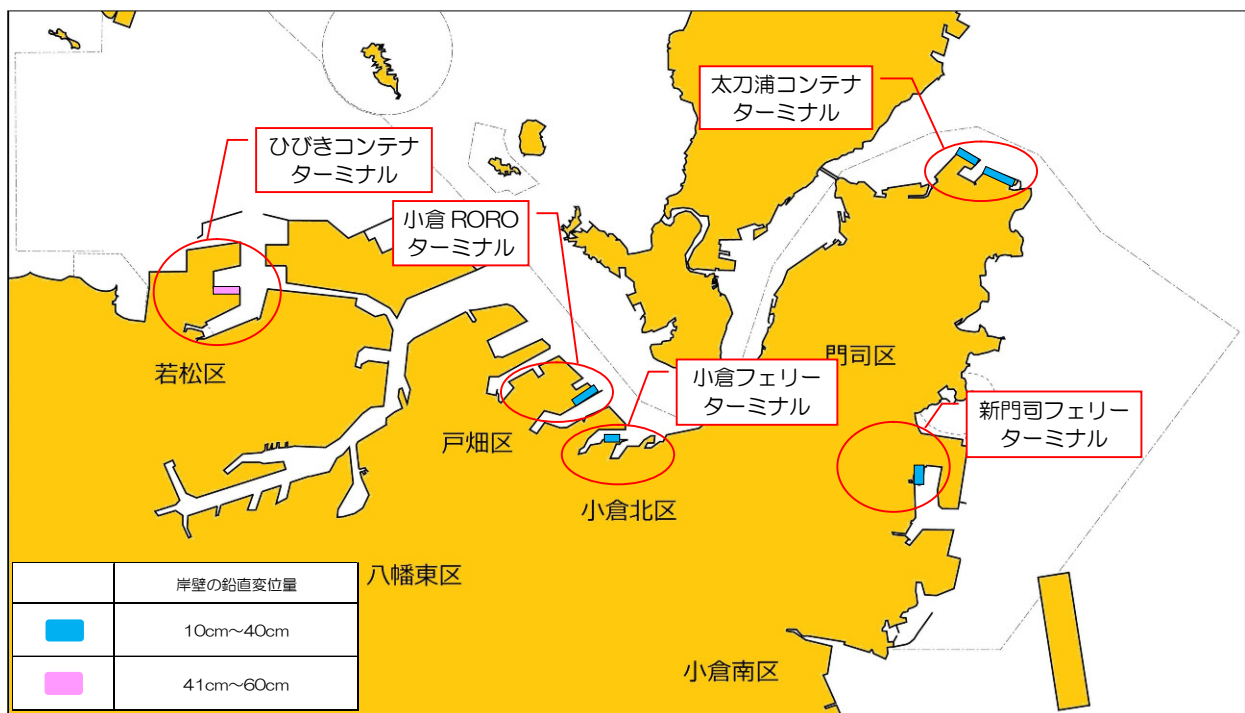 太刀浦コンテナ
ターミナル
ひびきコンテナ
ターミナル
小倉 RORO
ターミナル
小倉フェリー
ターミナル
新門司フェリー
ターミナル
若松区
戸畑区
門司区
小倉北区
八幡東区
小倉南区
岸壁の鉛直変位量
10cm～40cm
41cm～60cm